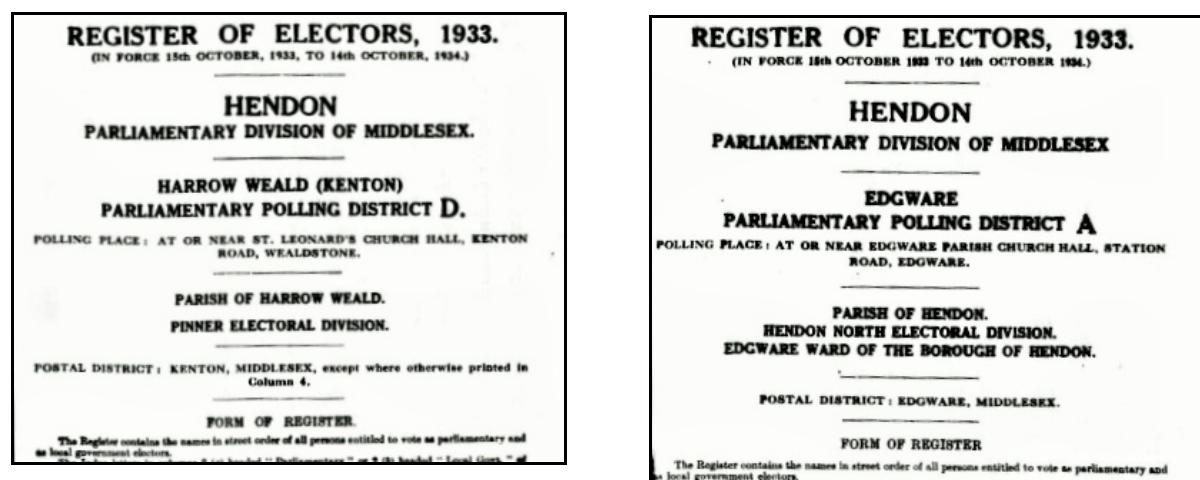 REGISTER OF ELECTORS, 1933.
(IN FORCE 15th OCTOBER, 1933, TO 14th OCTOBER, 1934.)
HENDON
PARLIAMENTARY DIVISION OF MIDDLESEX.
HARROW WEALD (KENTON)
PARLIAMENTARY POLLING DISTRICT D.
POLLING PLACE: AT OR NEAR ST. LEONARD'S CHURCH HALL, KENTON
ROAD, WEALDSTONE.
PARISH OF HARROW WEALD.
PINNER ELECTORAL DIVISION.
POSTAL DISTRICT: KENTON, MIDDLESEX, except where otherwise printed in
Column 4.
FORM OF REGISTER.
The Register contains the names in street order of all persons entitled to vote as parliamentary and
as local government electors.
REGISTER OF ELECTORS, 1933.
(IN FORCE 15th OCTOBER 1933 TO 14th OCTOBER 1934.)
HENDON
PARLIAMENTARY DIVISION OF MIDDLESEX
EDGWARE
PARLIAMENTARY POLLING DISTRICT A
POLLING PLACE: AT OR NEAR EDGWARE PARISH CHURCH HALL, STATION
ROAD, EDGWARE.
PARISH OF HENDON.
HENDON NORTH ELECTORAL DIVISION.
EDGWARE WARD OF THE BOROUGH OF HENDON.
POSTAL DISTRICT: EDGWARE, MIDDLESEX.
FORM OF REGISTER
The Register contains the names in street order of all persons entitled to vote as parliamentary and
as local government electors.